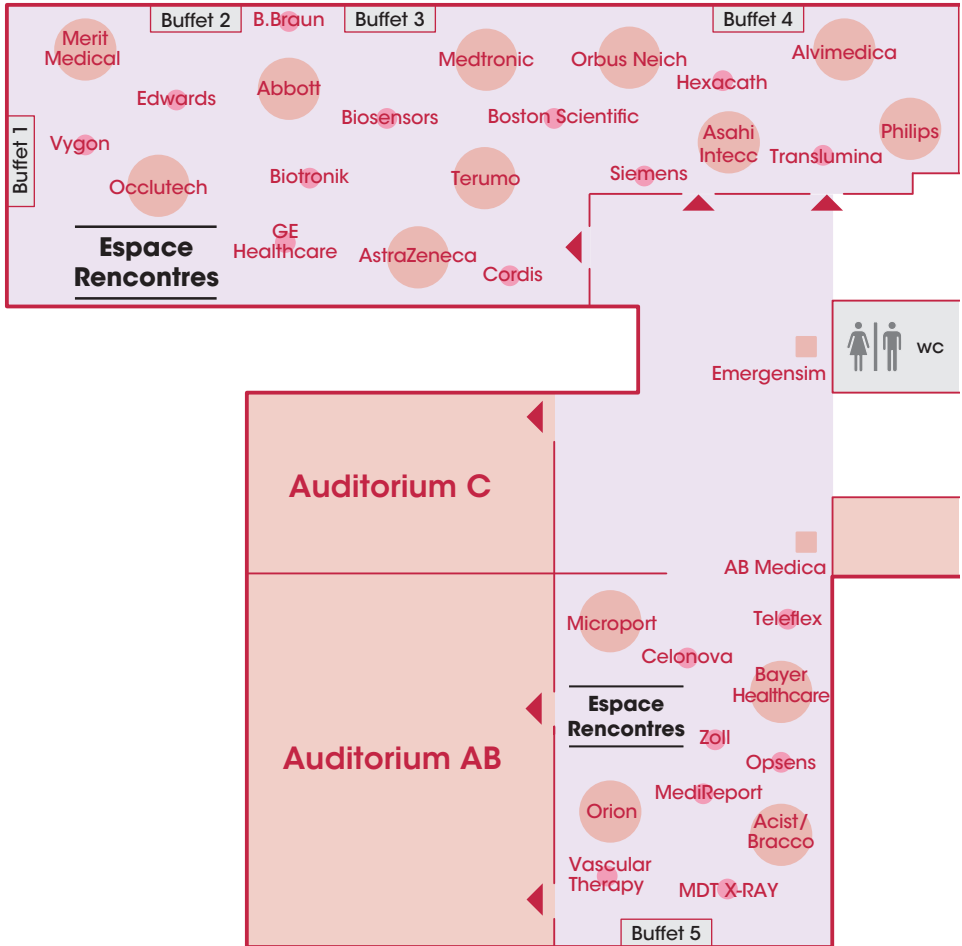 Buffet 2
B.Braun
Buffet 3
Buffet 4
Merit
Medical
Medtronic
Orbus Neich
Alvimedica
Hexacath
Abbott
Edwards
Biosensors
Boston Scientific
Asahi
Intecc
Philips
Buffet 1
Vygon
Translumina
Occlutech
Biotronik
Terumo
Siemens
Espace
Rencontres
GE
Healthcare
AstraZeneca
Cordis
WC
Emergensim
Auditorium C
AB Medica
Microport
Teleflex
Celonova
Bayer
Healthcare
Espace
Rencontres
Zoll
Auditorium AB
Opsens
MediReport
Orion
Acist/
Bracco
Vascular
Therapy
MDT X-RAY
Buffet 5